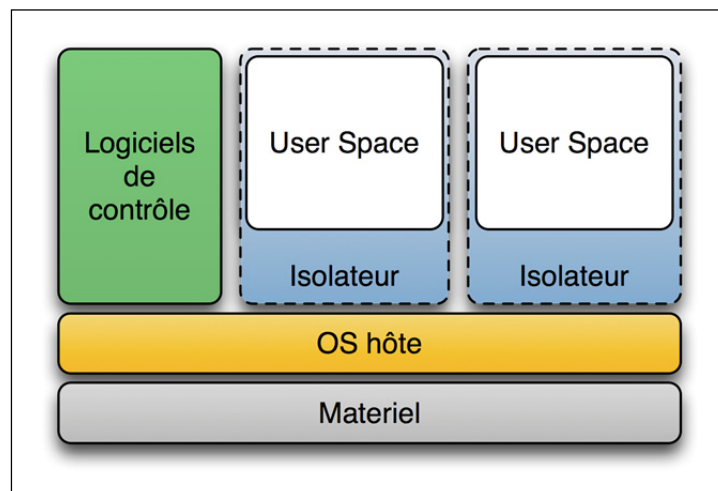 Logiciels
de
contrôle
User Space
Isolateur
User Space
Isolateur
OS hôte
Materiel